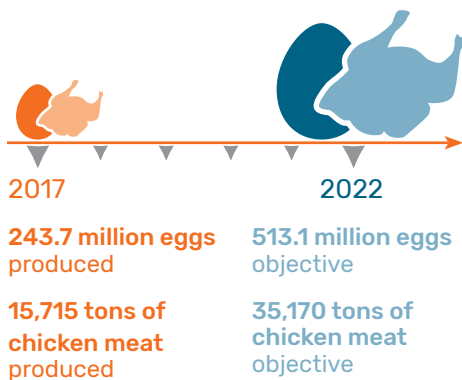 2017
2022
243.7 million eggs
produced
513.1 million eggs
objective
15,715 tons of
chicken meat
produced
35,170 tons of
chicken meat
objective